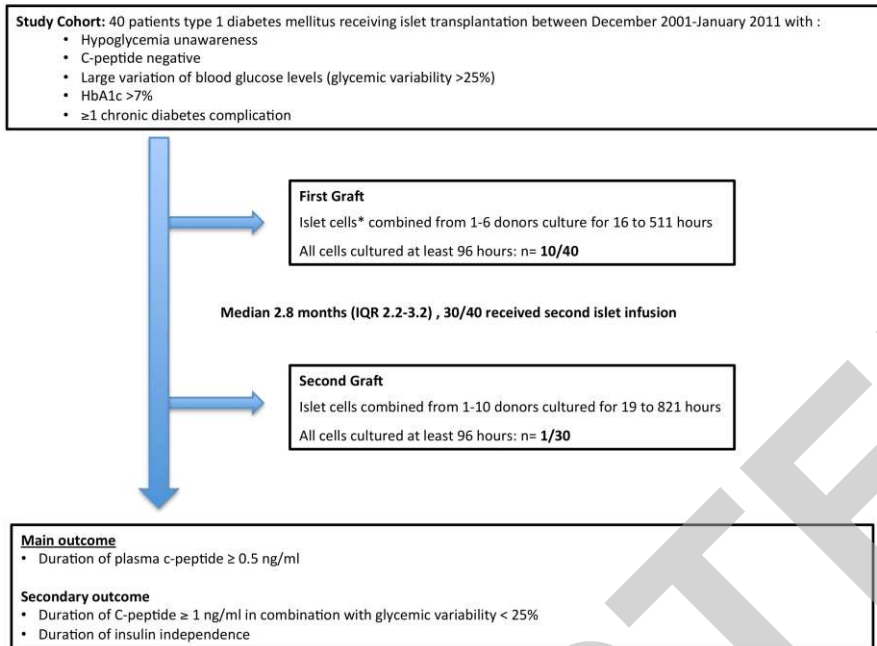 Study Cohort: 40 patients type 1 diabetes mellitus receiving islet transplantation between December 2001-January 2011 with :
• Hypoglycemia unawareness
• C-peptide negative
• Large variation of blood glucose levels (glycemic variability >25%)
• HbA1c >7%
• ≥1 chronic diabetes complication
First Graft
Islet cells* combined from 1-6 donors culture for 16 to 511 hours
All cells cultured at least 96 hours: n= 10/40
Median 2.8 months (IQR 2.2-3.2) , 30/40 received second islet infusion
Second Graft
Islet cells combined from 1-10 donors cultured for 19 to 821 hours
All cells cultured at least 96 hours: n= 1/30
Main outcome
• Duration of plasma c-peptide ≥ 0.5 ng/ml
Secondary outcome
• Duration of C-peptide ≥ 1 ng/ml in combination with glycemic variability < 25%
• Duration of insulin independence